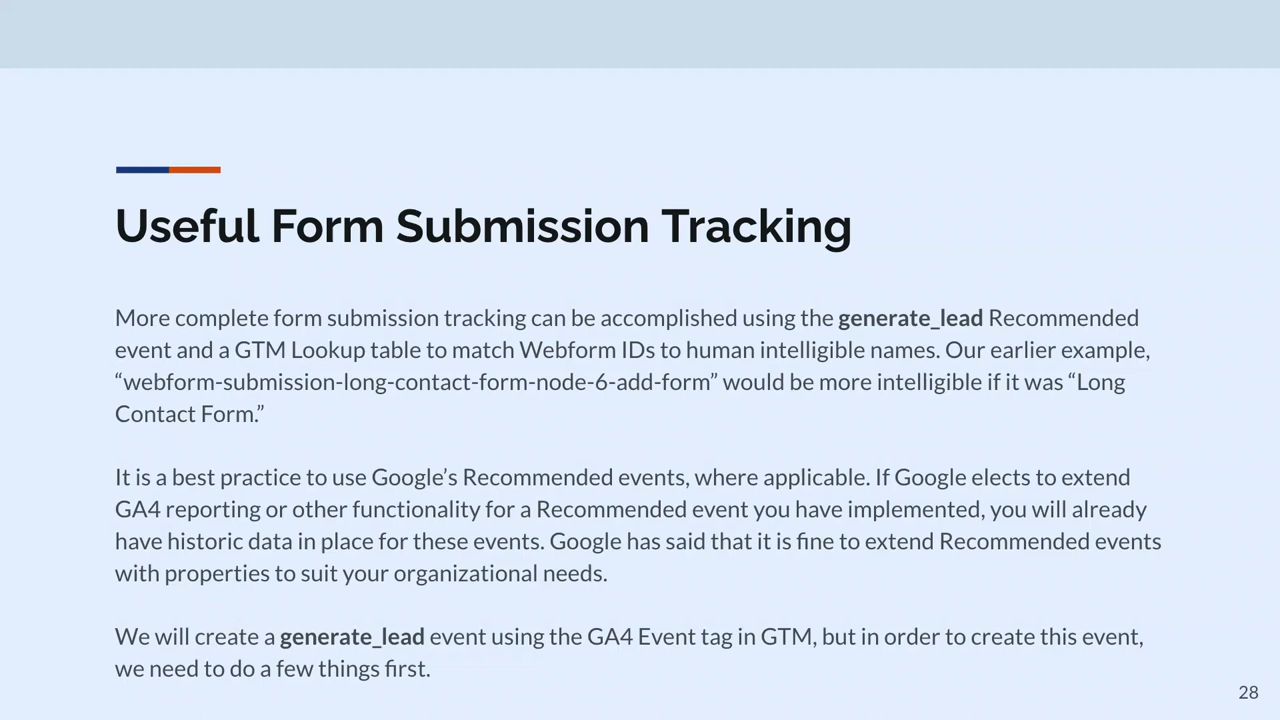 Useful Form Submission Tracking
More complete form submission tracking can be accomplished using the generate_lead Recommended
event and a GTM Lookup table to match Webform IDs to human intelligible names. Our earlier example,
“webform-submission-long-contact-form-node-6-add-form” would be more intelligible if it was “Long
Contact Form.”
It is a best practice to use Google’s Recommended events, where applicable. If Google elects to extend
GA4 reporting or other functionality for a Recommended event you have implemented, you will already
have historic data in place for these events. Google has said that it is fine to extend Recommended events
with properties to suit your organizational needs.
We will create a generate_lead event using the GA4 Event tag in GTM, but in order to create this event,
we need to do a few things first.
28